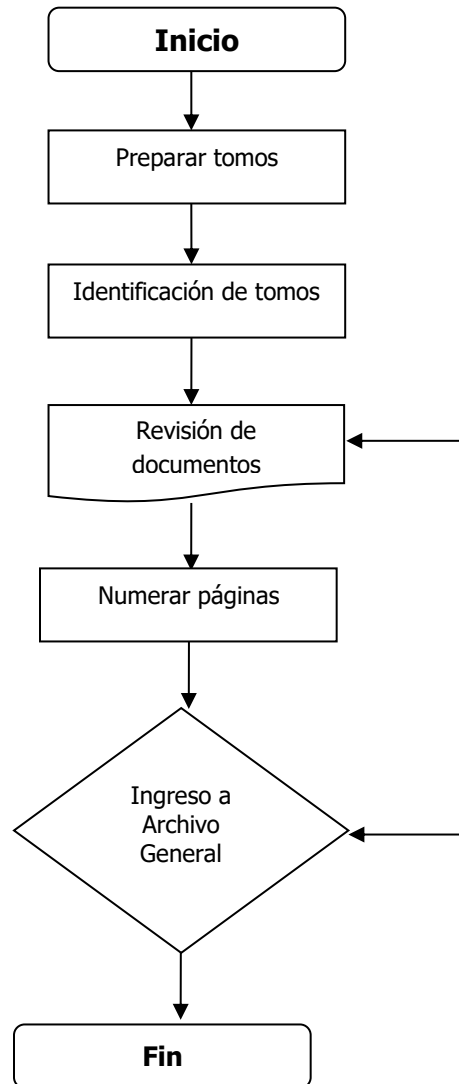 Inicio
Preparar tomos
Identificación de tomos
Revisión de
documentos
Numerar páginas
Ingreso a
Archivo
General
Fin